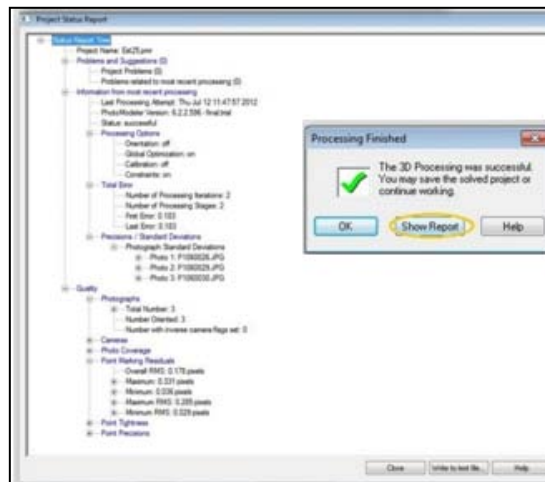 Project Status Report
Status Report Tree
Project Name: Est25.pmr
Problems and Suggestions (0)
Project Problems (0)
Problems related to most recent processing (0)
Information from most recent processing
Last Processing Attempt: Thu Jul 12 11:47:57 2012
PhotoModeler Version: 6.2.2.596 - final,trial
Status: successful
Processing Options
Orientation: off
Global Optimization: on
Calibration: off
Constraints: on
Total Error
Number of Processing Iterations: 2
Number of Processing Stages: 2
First Error: 0.103
Last Error: 0.103
Precisions / Standard Deviations
Photograph Standard Deviations
Photo 1: P1060028.JPG
Photo 2: P1060029.JPG
Photo 3: P1060030.JPG
Quality
Photographs
Total Number: 3
Number Oriented: 3
Number with inverse camera flags set: 0
Cameras
Photo Coverage
Point Marking Residuals
Overall RMS: 0.178 pixels
Maximum: 0.331 pixels
Minimum: 0.036 pixels
Maximum RMS: 0.285 pixels
Minimum RMS: 0.029 pixels
Point Tightness
Point Precisions
Close
Write to text file...
Help
Processing Finished
The 3D Processing was successful.
You may save the solved project or
continue working.
OK
Show Report
Help